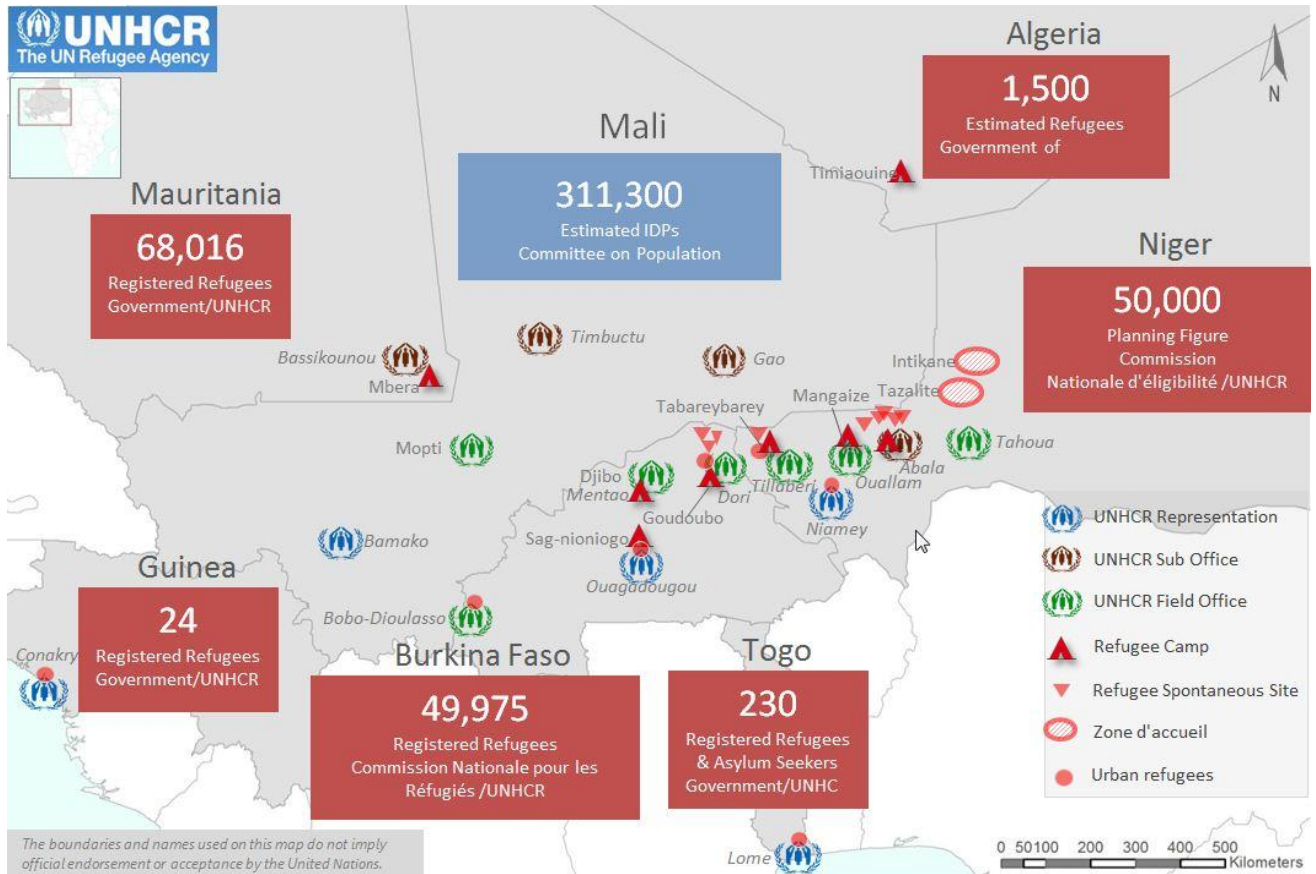 UNHCR
The UN Refugee Agency
Algeria
1,500
Estimated Refugees
Government of
N
Mali
311,300
Estimated IDPs
Committee on Population
Timiaouine
Mauritania
68,016
Registered Refugees
Government/UNHCR
Niger
50,000
Planning Figure
Commission
Nationale d'éligibilité /UNHCR
Bassikounou
Mbera
Timbuctu
Gao
Intikane
Tazalite
Mangaize
Tabareybarey
Mopti
Djibo
Mentao
Dori
Tillaberi
Ouallam
Abala
Tahoua
Goudoubo
Niamey
Sag-nioniogo
Ouagadougou
Bamako
Bobo-Dioulasso
Guinea
24
Registered Refugees
Government/UNHCR
Conakry
Burkina Faso
49,975
Registered Refugees
Commission Nationale pour les
Réfugiés /UNHCR
Togo
230
Registered Refugees
& Asylum Seekers
Government/UNHC
Lome
UNHCR Representation
UNHCR Sub Office
UNHCR Field Office
Refugee Camp
Refugee Spontaneous Site
Zone d'accueil
Urban refugees
The boundaries and names used on this map do not imply
official endorsement or acceptance by the United Nations.
0 50100 200 300 400 500
Kilometers